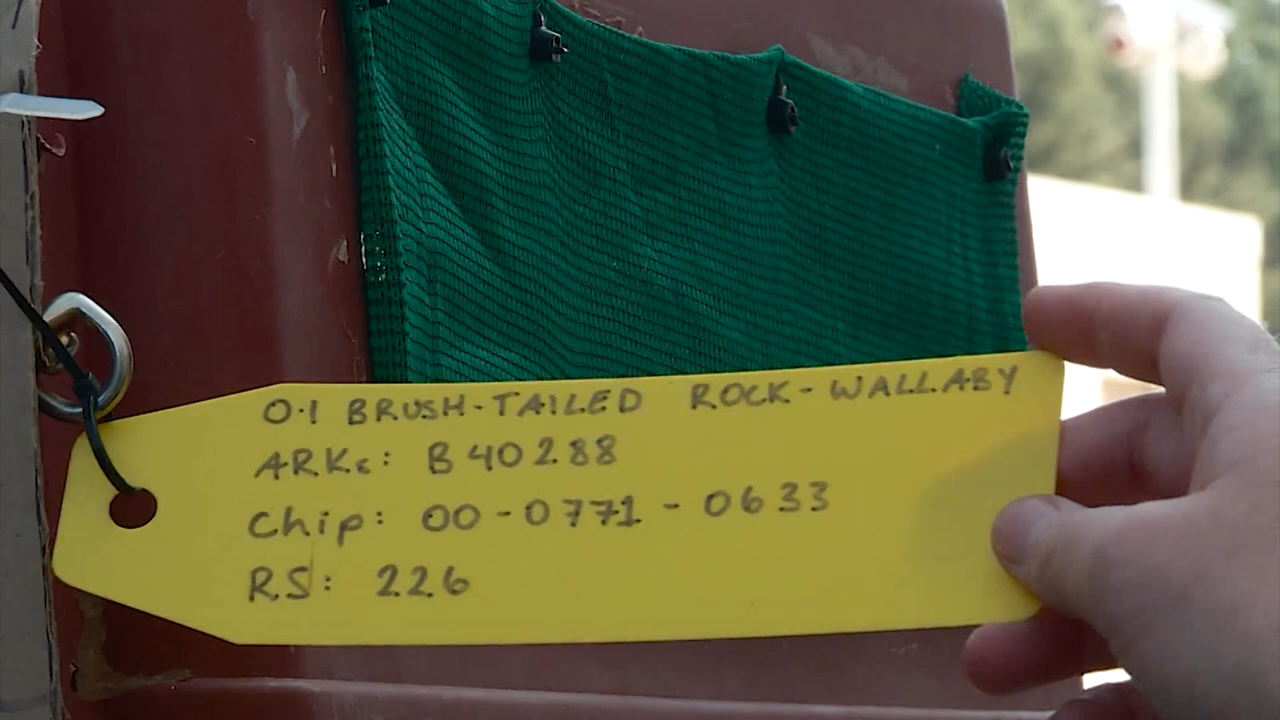 0.1 BRUSH-TAILED ROCK-WALLABY
ARKs: B40288
Chip: 00-0771-0633
RS: 226